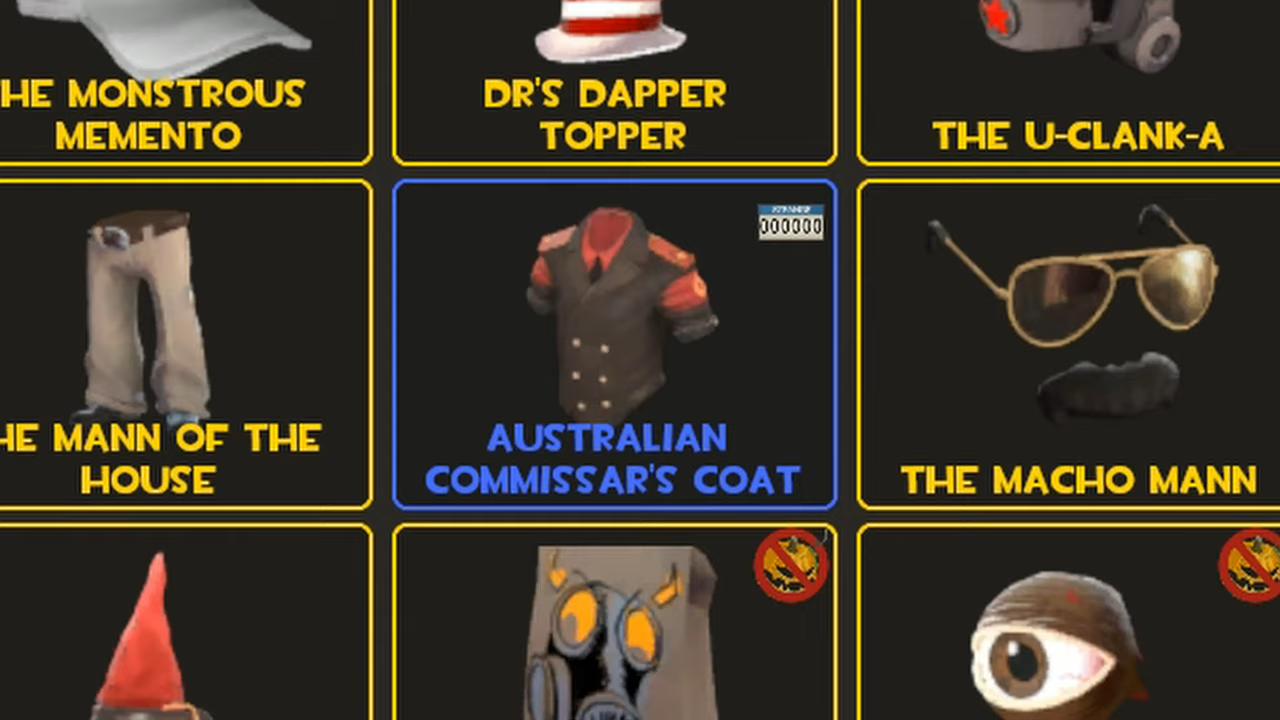 HE MONSTROUS
MEMENTO
DR'S DAPPER
TOPPER
THE U-CLANK-A
HE MANN OF THE
HOUSE
STRANGE
000000
AUSTRALIAN
COMMISSAR'S COAT
THE MACHO MANN